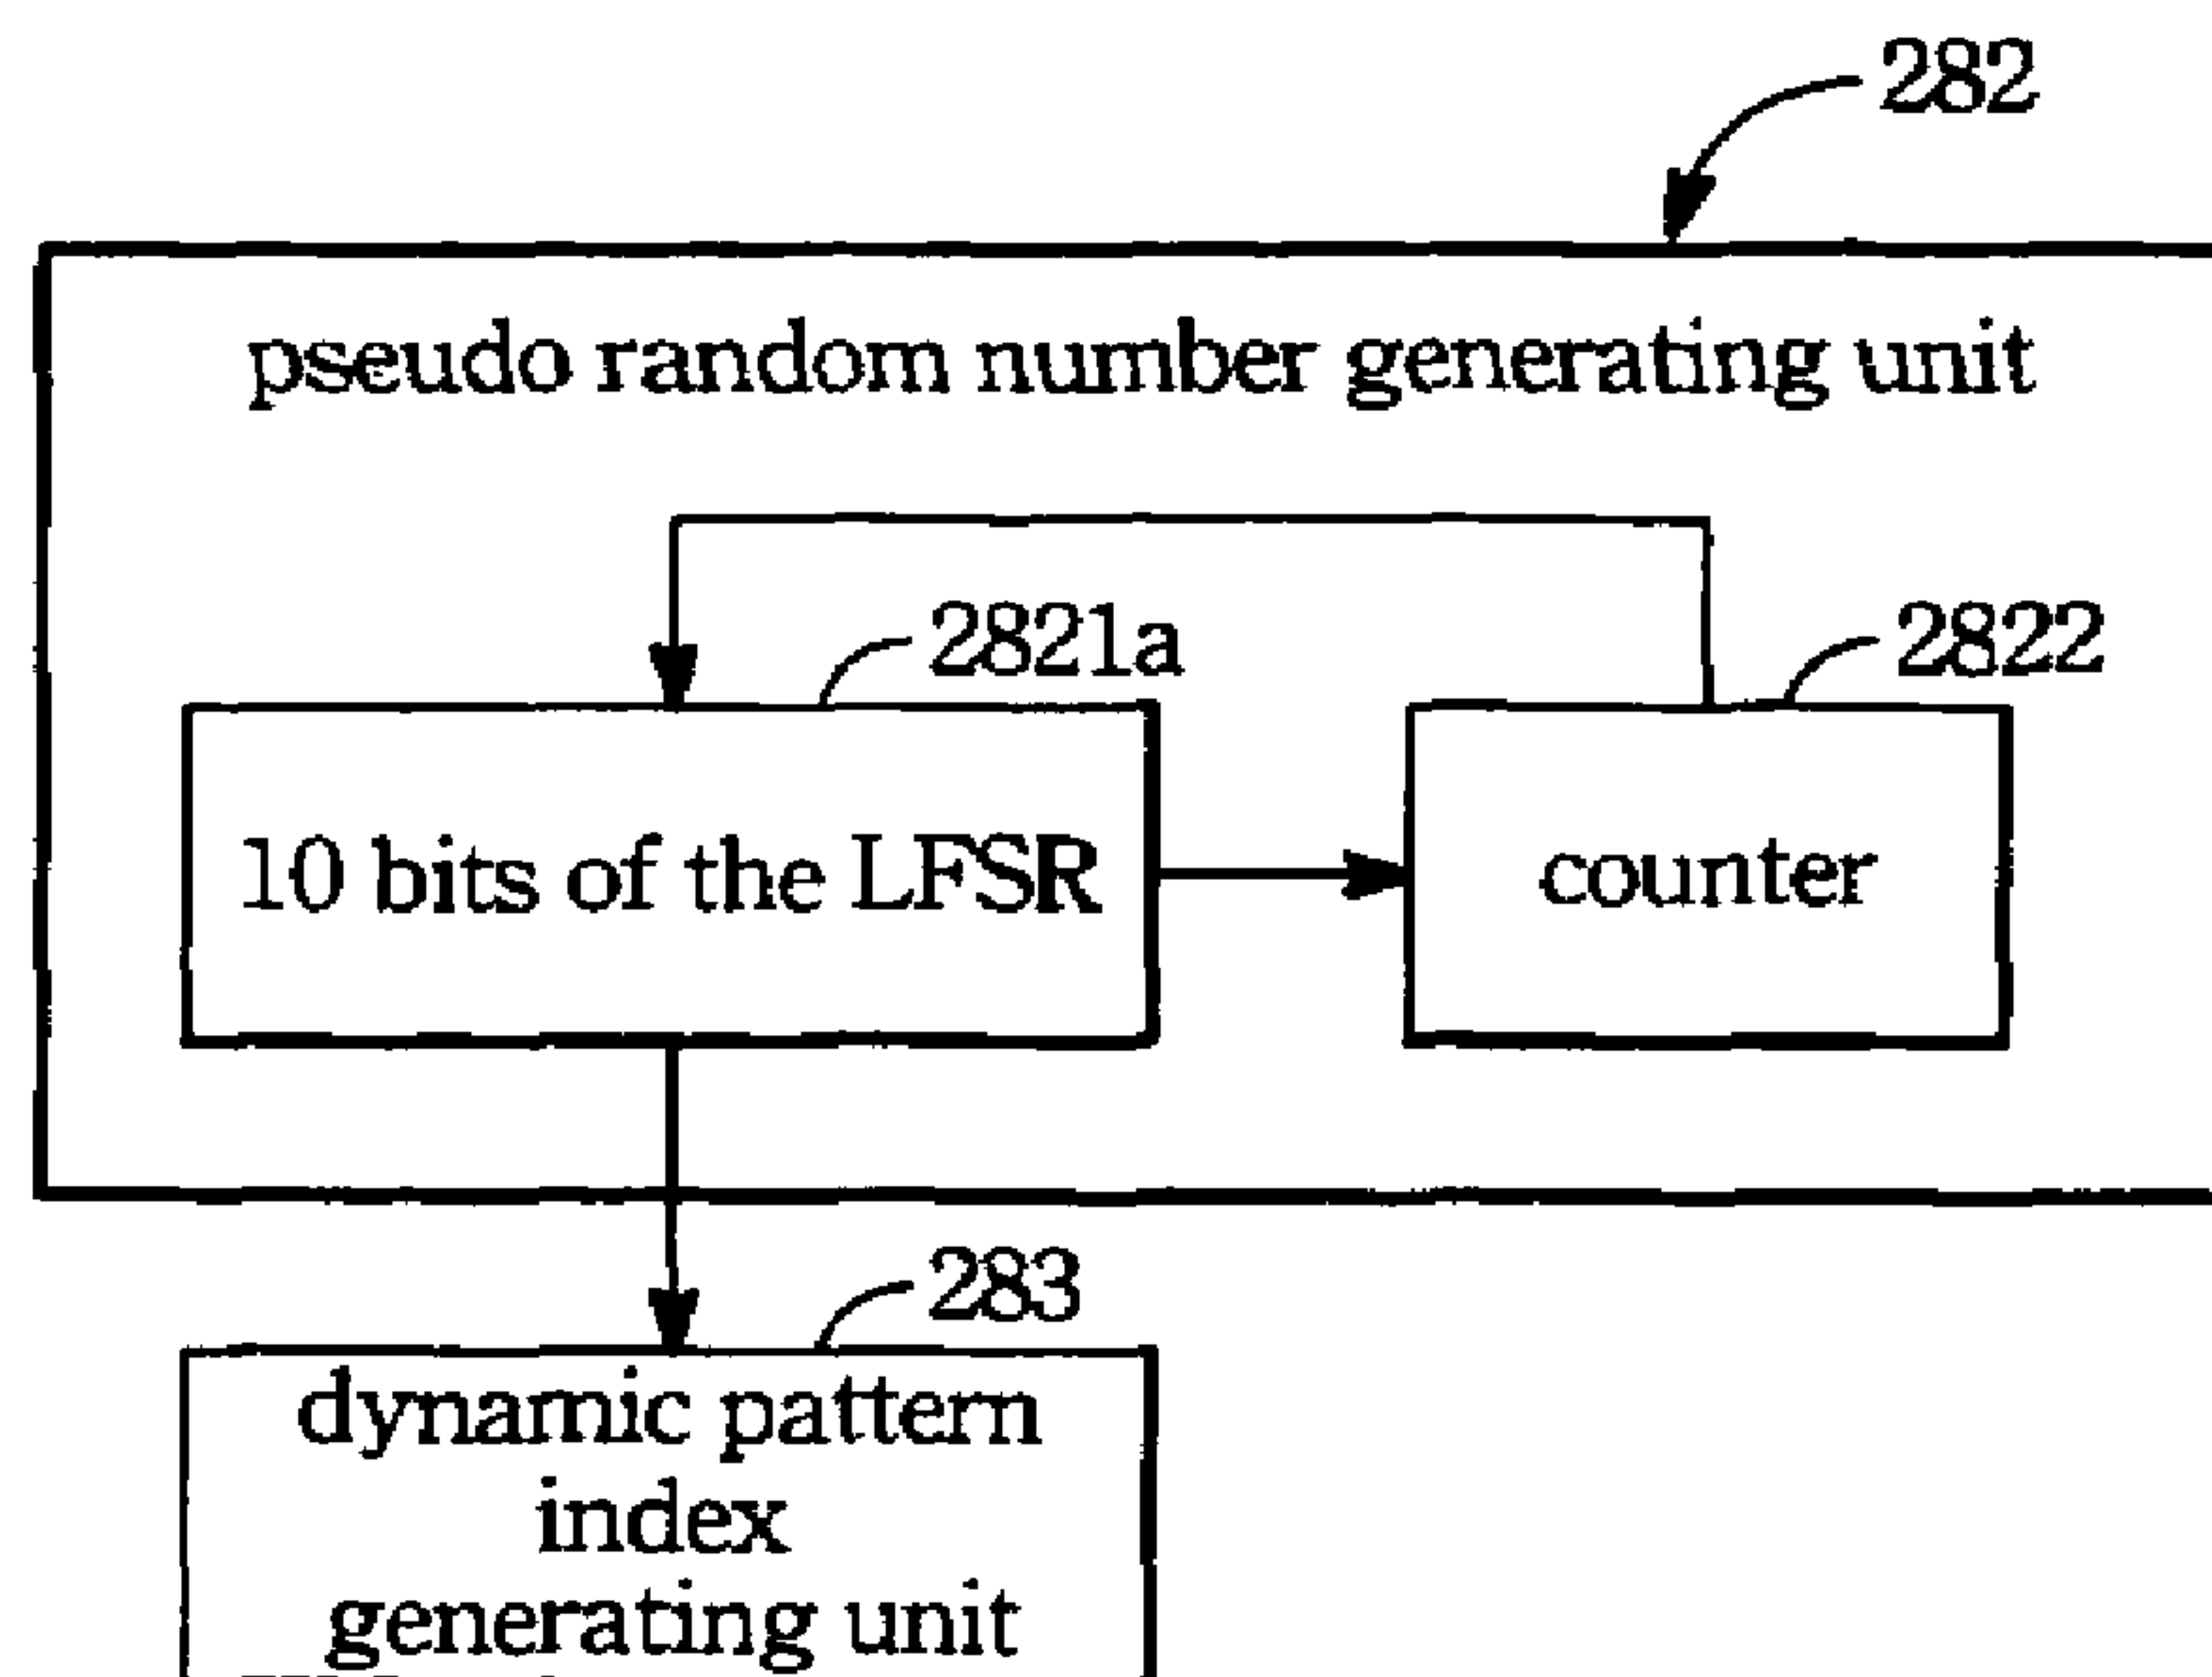 282
pseudo random number generating unit
2821a
2822
10 bits of the LFSR
counter
283
dynamic pattern
index
generating unit